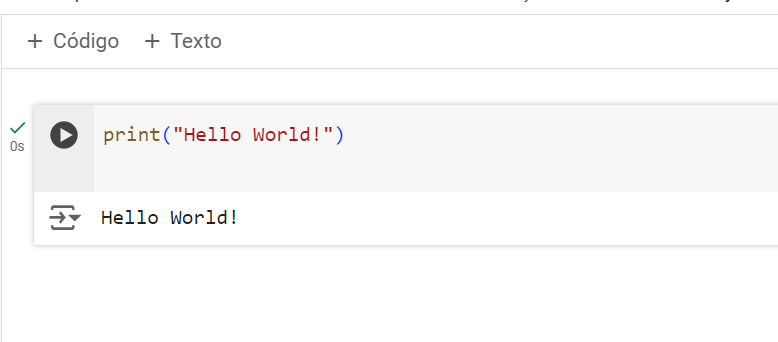 + Código + Texto
print("Hello World!")
0s
Hello World!